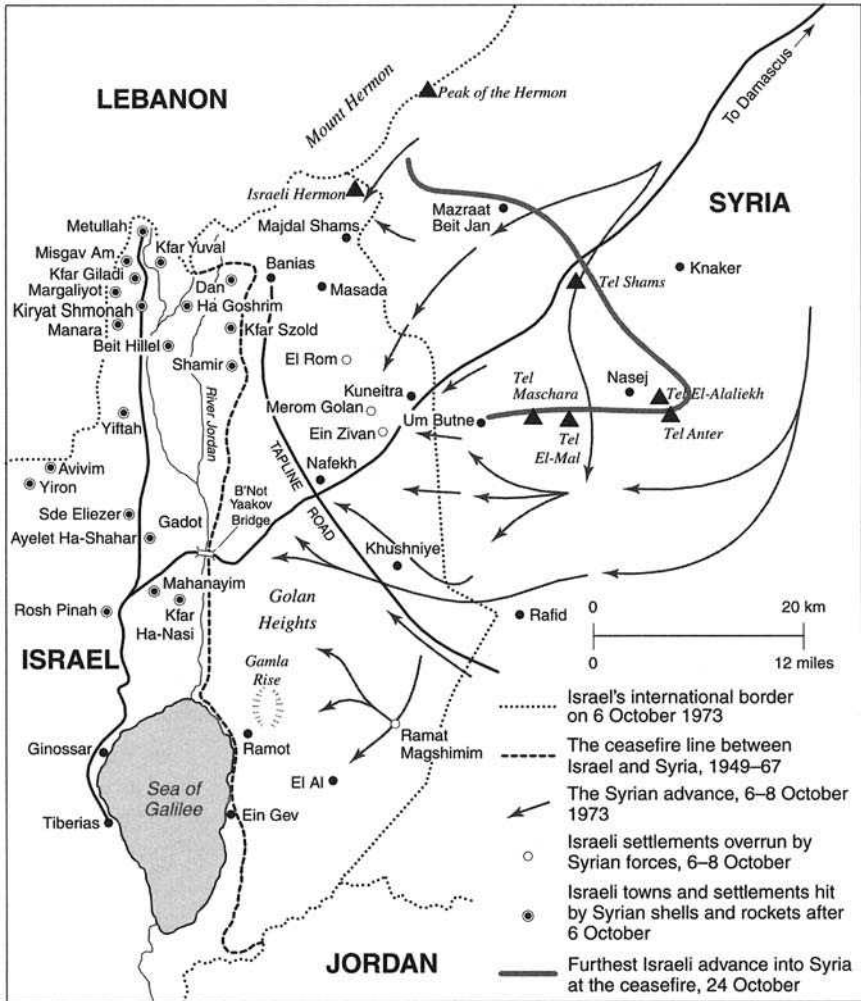 To Damascus
LEBANON
Mount Hermon
Peak of the Hermon
Israeli Hermon
SYRIA
Mazraat
Beit Jan
Metullah
Majdal Shams
Misgav Am
Kfar Yuval
Kfar Giladi
Dan
Banias
Knaker
Margaliyot
Ha Goshrim
Masada
Tel Shams
Kiryat Shmonah
Manara
Kfar Szold
Beit Hillel
El Rom
Shamir
Nasej
Tel
Maschara
Tel El-Alaliekh
Kuneitra
River Jordan
Merom Golan
Um Butne
Yiftah
Ein Zivan
Tel
El-Mal
Tel Anter
TAPLINE
ROAD
Avivim
Nafekh
Yiron
B'Not
Yaakov
Bridge
Sde Eliezer
Gadot
Ayelet Ha-Shahar
Khushniye
Mahanayim
Golan
Heights
Rosh Pinah
Kfar
Ha-Nasi
Rafid
0
20 km
0
12 miles
ISRAEL
Gamla
Rise
Ramat
Magshimim
Ginossar
Ramot
Sea of
Galilee
El Al
Tiberias
Ein Gev
JORDAN
Israel's international border
on 6 October 1973
The ceasefire line between
Israel and Syria, 1949–67
The Syrian advance, 6–8 October
1973
Israeli settlements overrun by
Syrian forces, 6–8 October
Israeli towns and settlements hit
by Syrian shells and rockets after
6 October
Furthest Israeli advance into Syria
at the ceasefire, 24 October